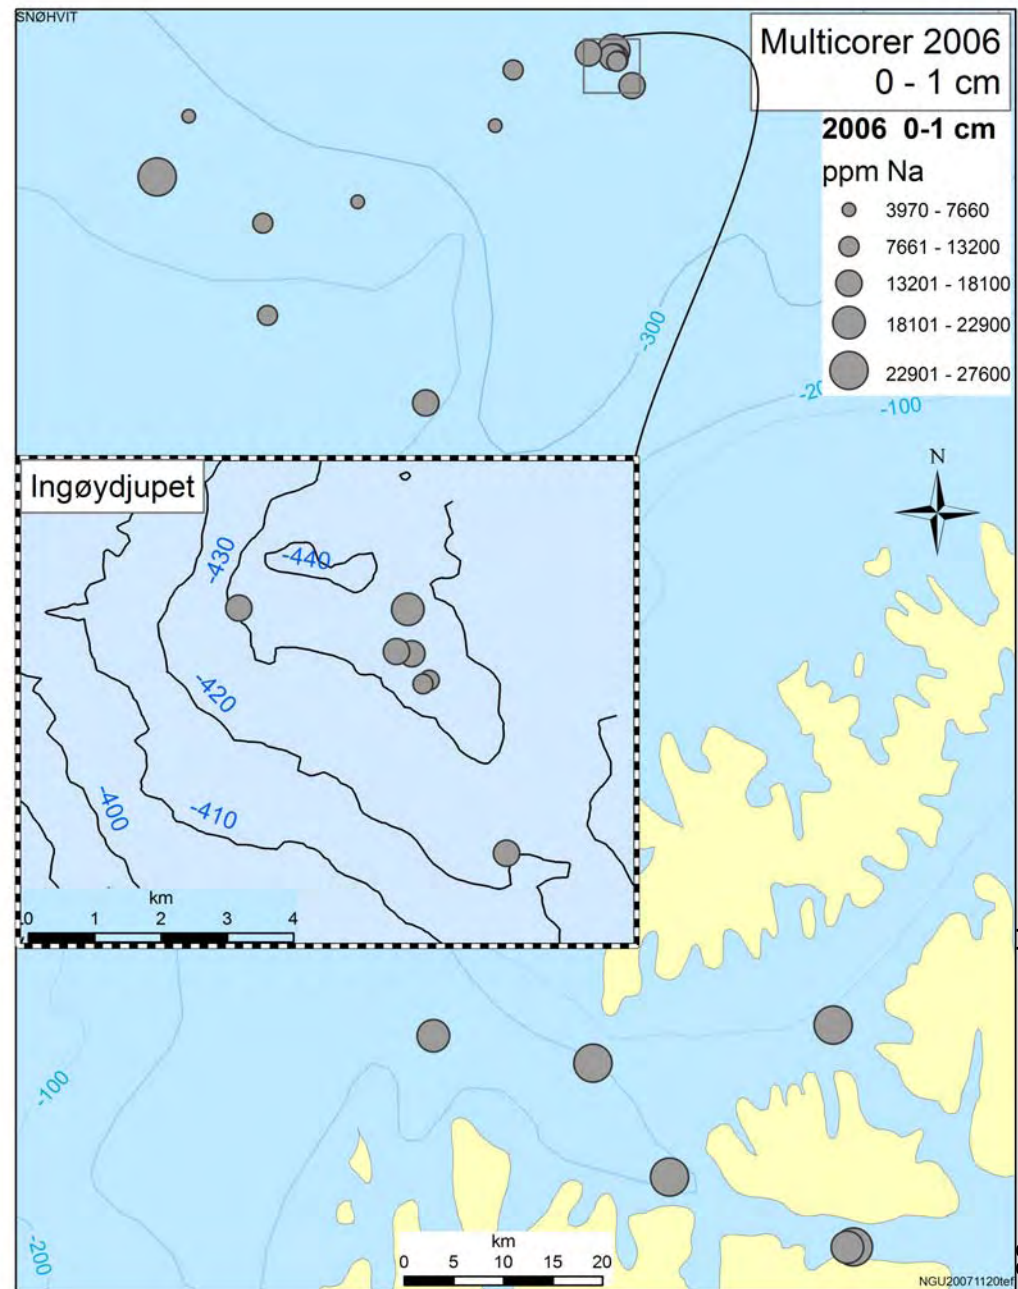 SNØHVIT
Multicorer 2006
0 - 1 cm
2006 0-1 cm
ppm Na
3970 - 7660
7661 - 13200
13201 - 18100
18101 - 22900
22901 - 27600
-300
-100
N
Ingøydjupet
-430
-440
-420
-400
-410
km
0 1 2 3 4
-100
-200
km
0 5 10 15 20
NGU20071120tef